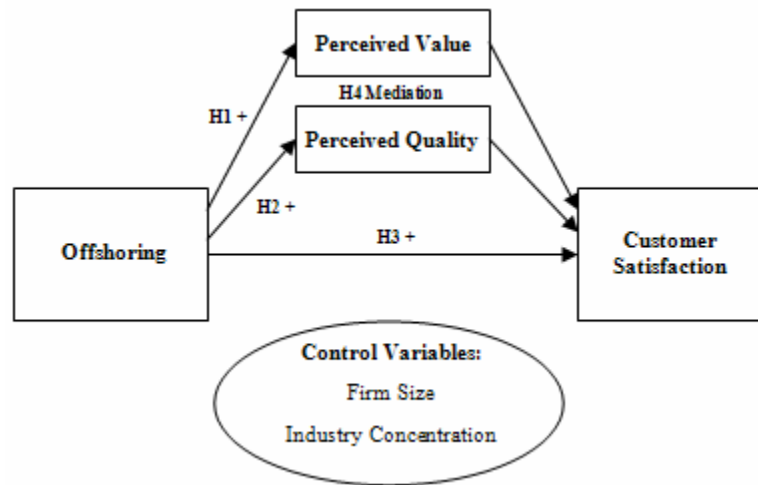 Perceived Value
H4 Mediation
H1 +
Perceived Quality
H2 +
H3 +
Offshoring
Customer
Satisfaction
Control Variables:
Firm Size
Industry Concentration